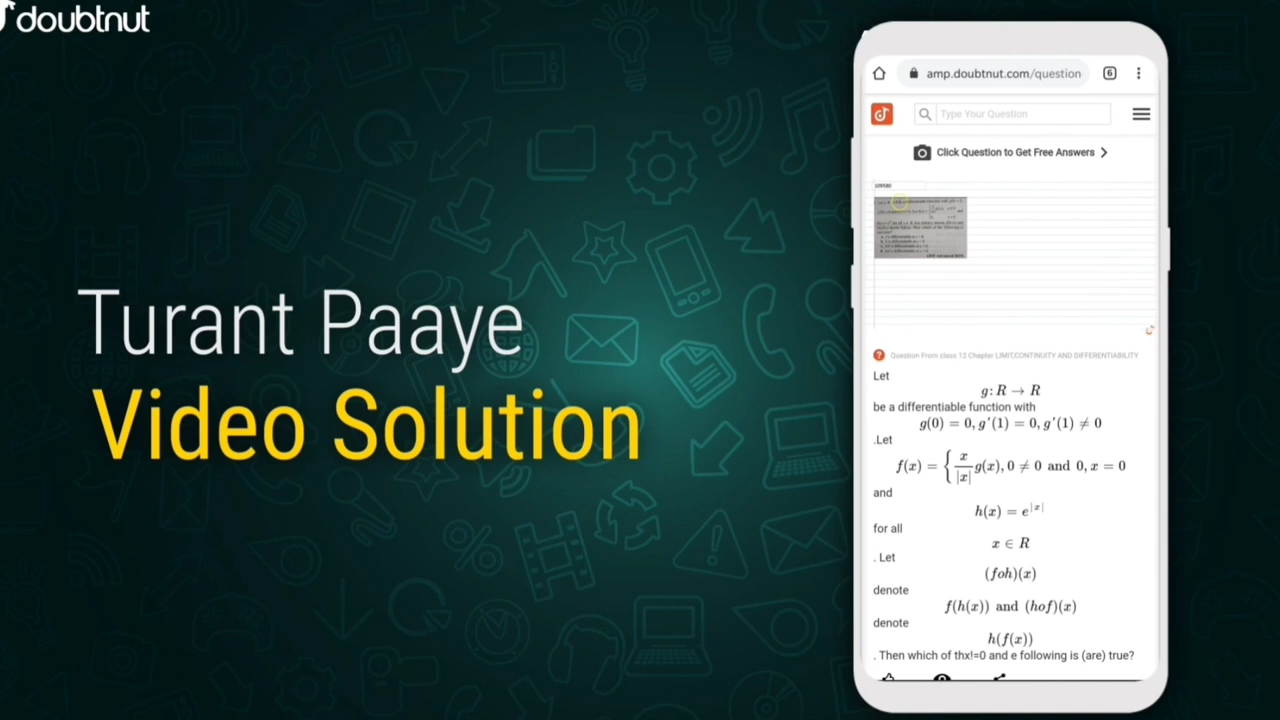 doubtnut
Turant Paaye
Video Solution
amp.doubtnut.com/question
6
Type Your Question
Click Question to Get Free Answers
109580
Question From class 12 Chapter LIMIT,CONTINUITY AND DIFFERENTIABILITY
Let
g: R → R
be a differentiable function with
g(0) = 0, g′(1) = 0, g′(1) ≠ 0
.Let
f(x) = { x/|x| g(x), 0 ≠ 0 and 0, x = 0
and
h(x) = e^|x|
for all
x ∈ R
. Let
(foh)(x)
denote
f(h(x)) and (hof)(x)
denote
h(f(x))
. Then which of thx!=0 and e following is (are) true?